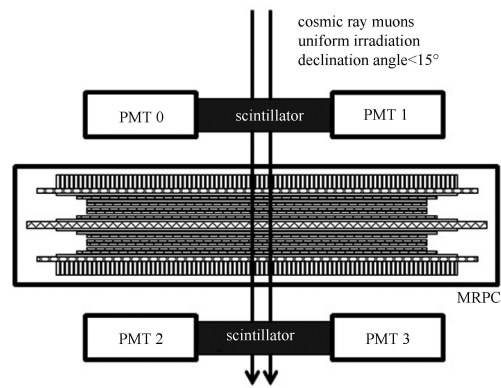 cosmic ray muons
uniform irradiation
declination angle<15°
PMT 0 scintillator PMT 1
MRPC
PMT 2 scintillator PMT 3